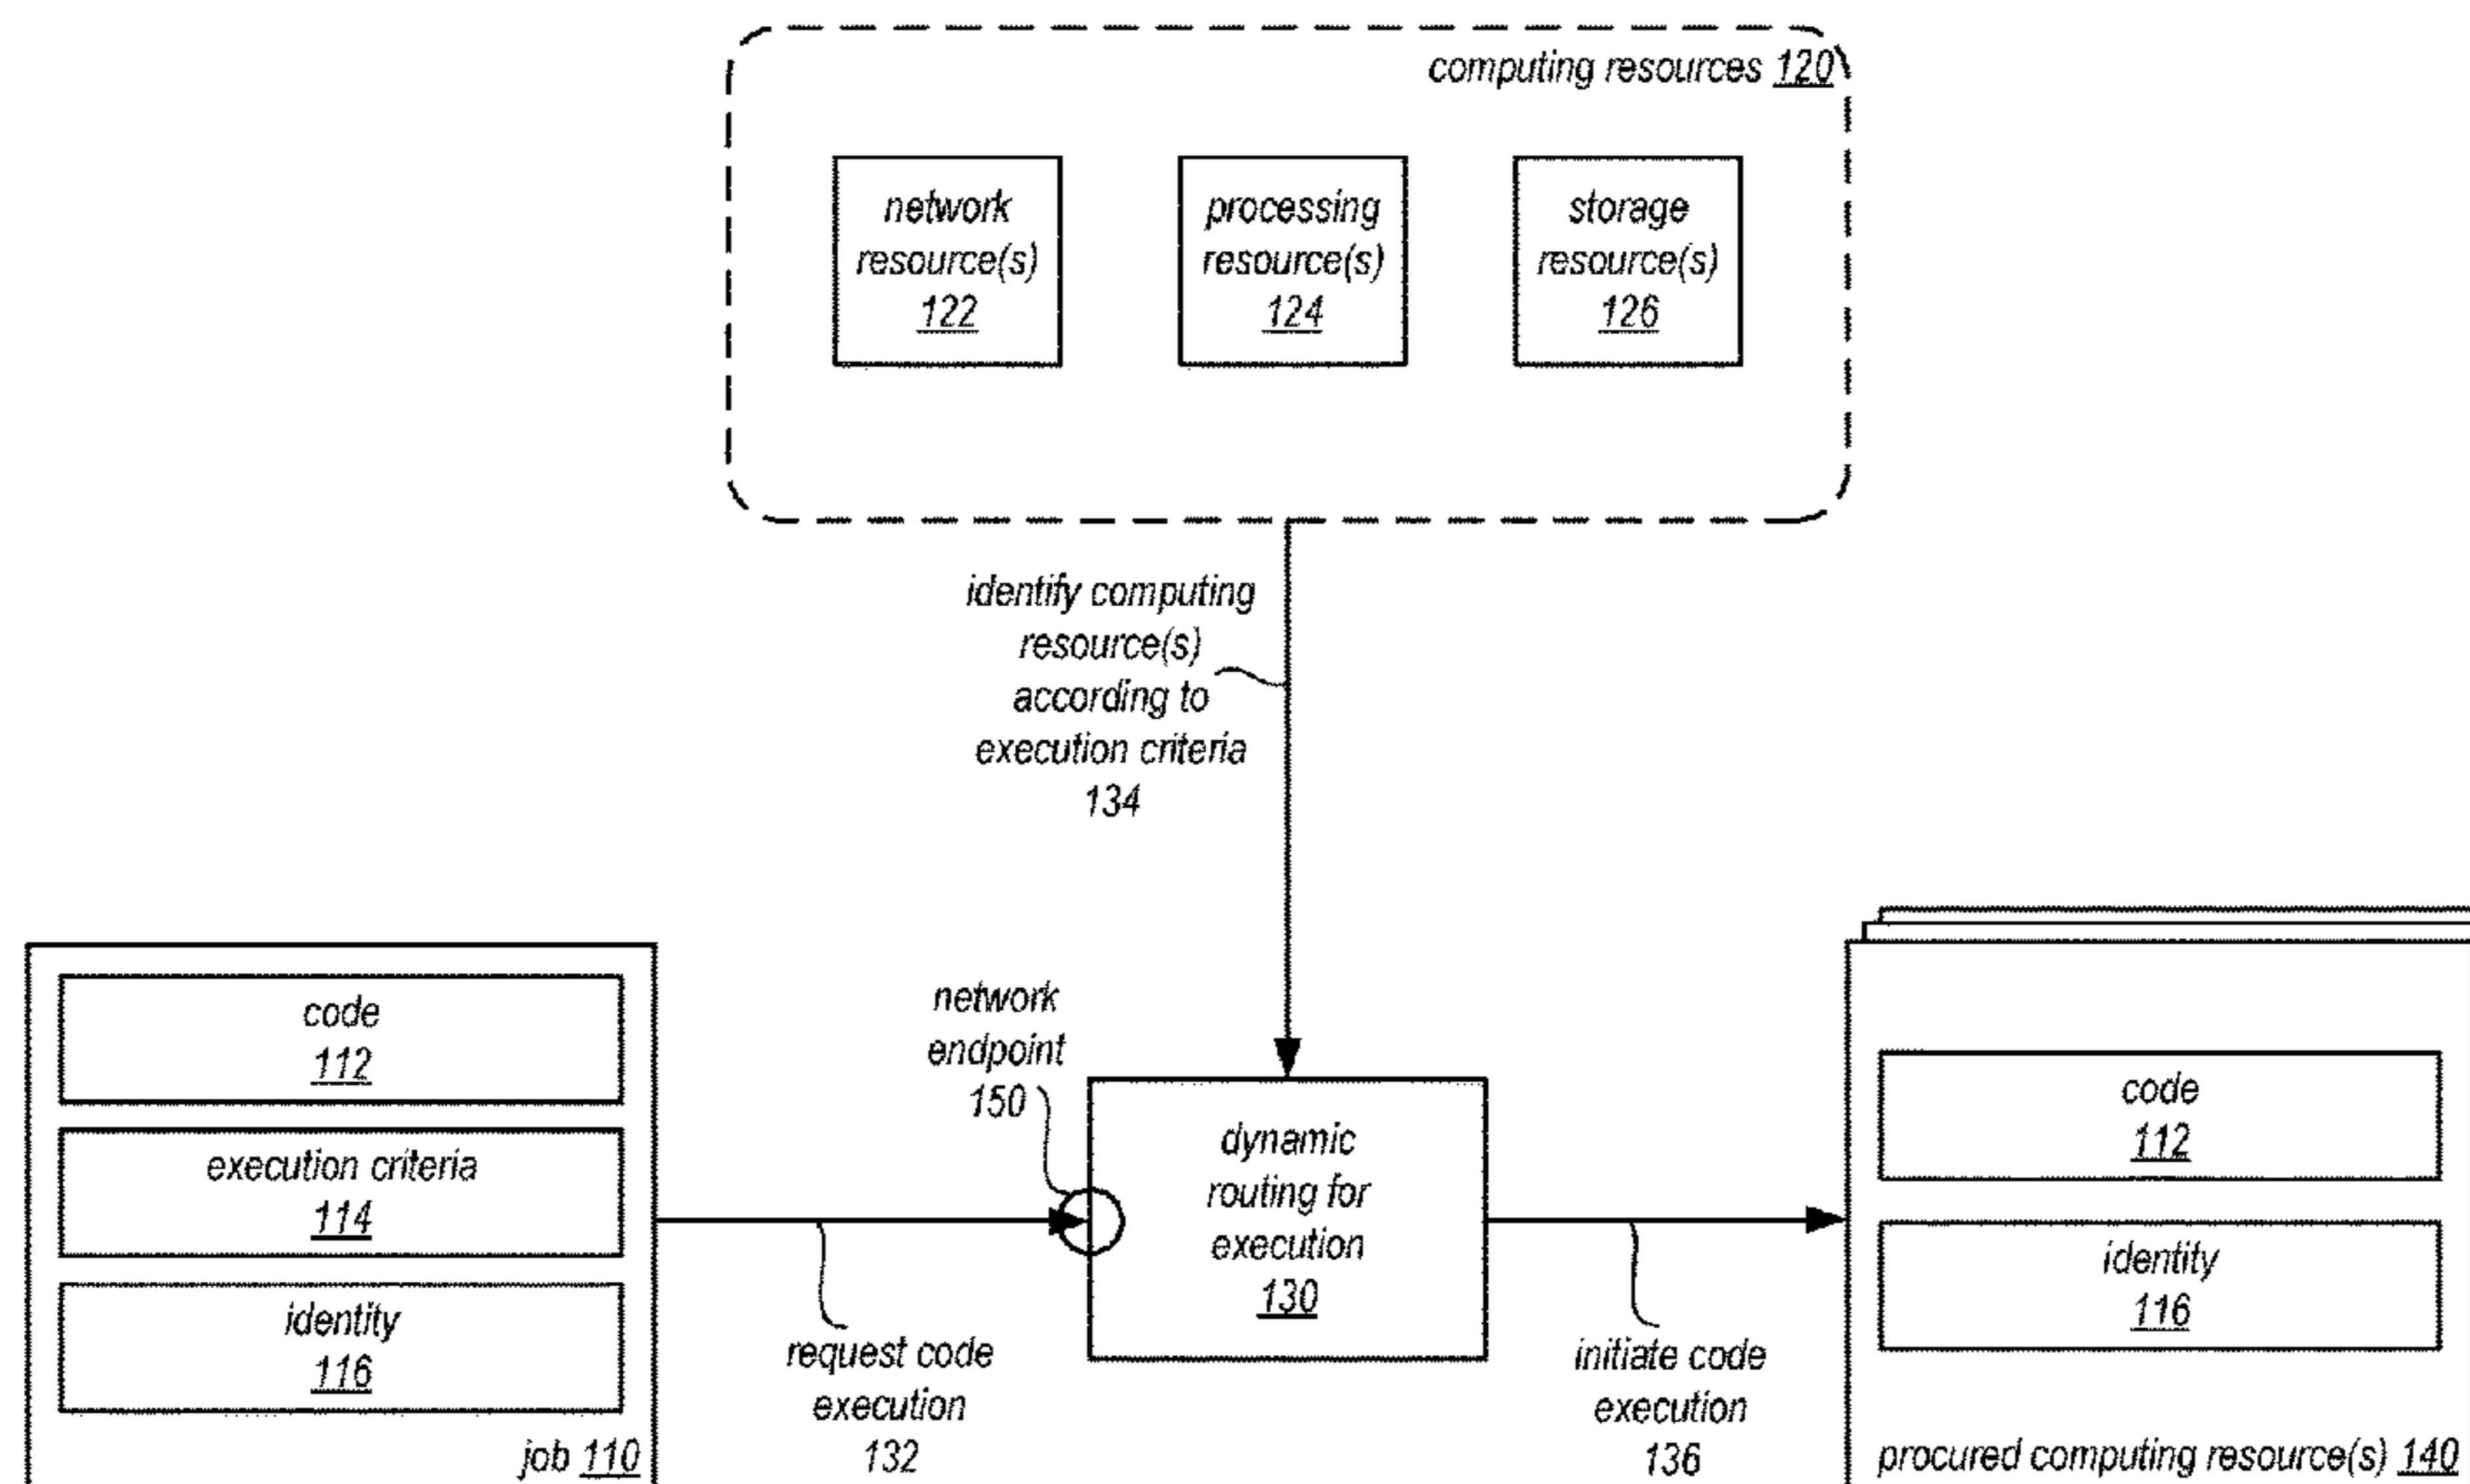 computing resources 120
network
resource(s)
122
processing
resource(s)
124
storage
resource(s)
126
identify computing
resource(s)
according to
execution criteria
134
code
112
execution criteria
114
identity
116
job 110
network
endpoint
150
request code
execution
132
dynamic
routing for
execution
130
initiate code
execution
136
code
112
identity
116
procured computing resource(s) 140